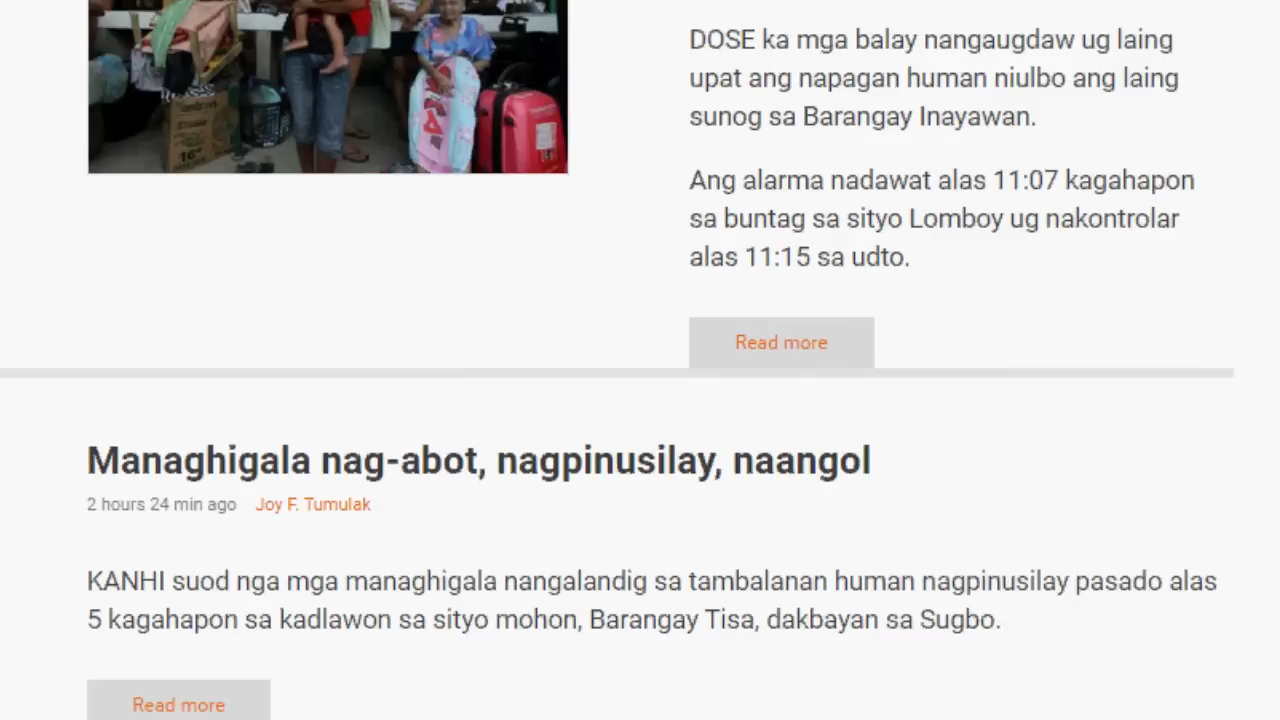 DOSE ka mga balay nangaugdaw ug laing
upat ang napagan human niulbo ang laing
sunog sa Barangay Inayawan.
Ang alarma nadawat alas 11:07 kagahapon
sa buntag sa sityo Lomboy ug nakontrolar
alas 11:15 sa udto.
Read more
Managhigala nag-abot, nagpinusilay, naangol
2 hours 24 min ago Joy F. Tumulak
KANHI suod nga mga managhigala nangalandig sa tambalanan human nagpinusilay pasado alas
5 kagahapon sa kadlawon sa sityo mohon, Barangay Tisa, dakbayan sa Sugbo.
Read more